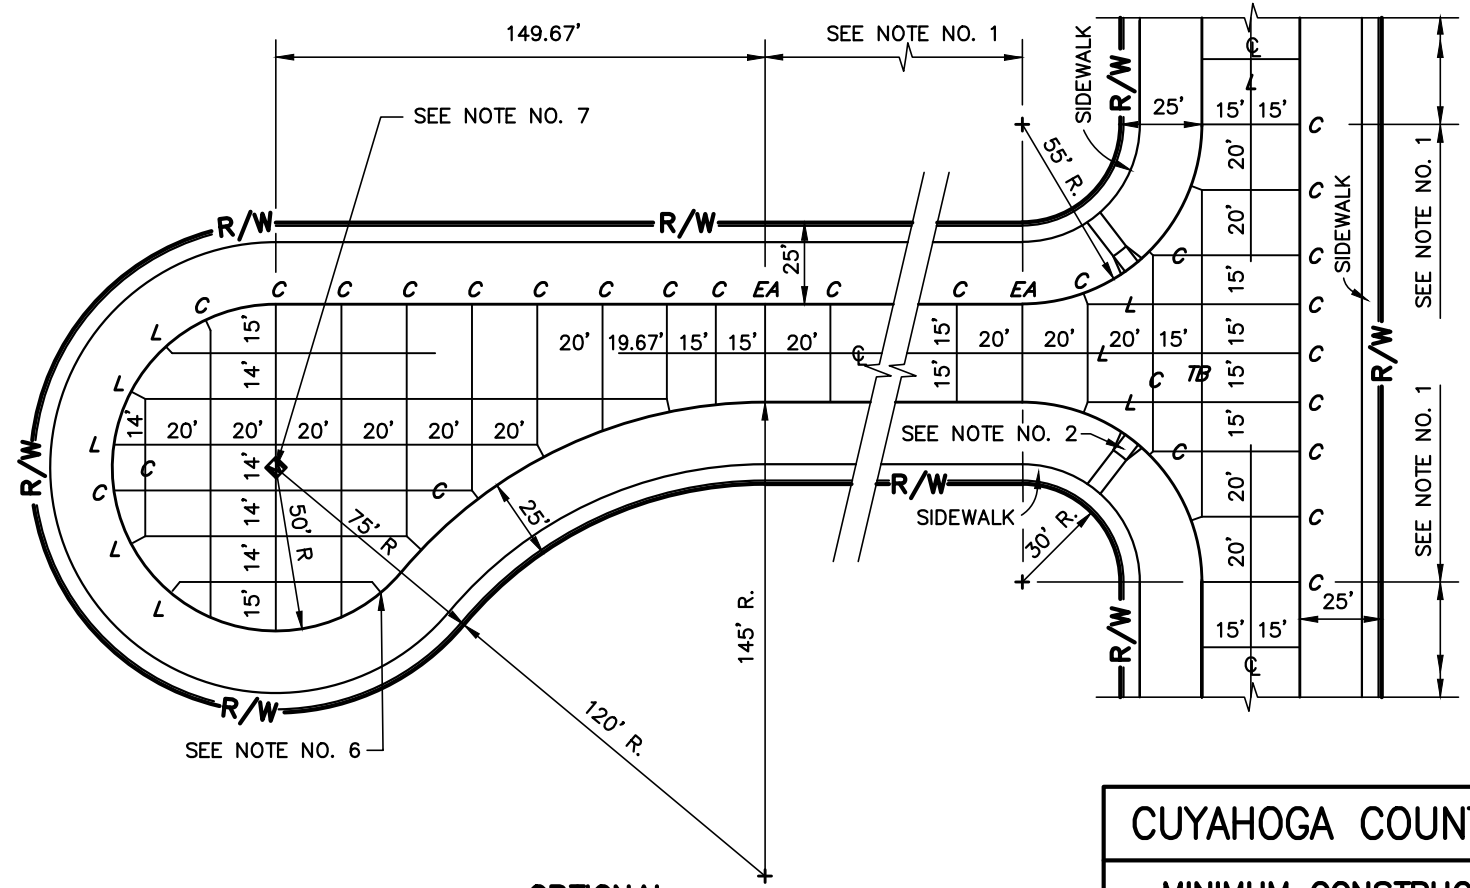 149.67'
SEE NOTE NO. 1
SIDEWALK
R/W
℄
L
25'
15'
15'
C
SEE NOTE NO. 7
55' R.
20'
SEE NOTE NO. 1
SIDEWALK
R/W
R/W
20'
25'
C
C
C
C
C
C
C
C
C
C
EA
C
C
EA
C
C
C
15'
L
L
15'
20'
19.67'
15'
15'
20'
15'
20'
20'
20'
15'
15'
℄
L
R/W
14'
15'
C
TB
15'
L
L
C
14'
20'
20'
20'
20'
20'
20'
15'
L
SEE NOTE NO. 2
C
C
R/W
C
14'
20'
SEE NOTE NO. 1
C
C
R/W
14'
50' R
75' R
25'
SIDEWALK
30' R.
C
L
14'
20'
C
L
15'
145' R.
R/W
15'
15'
25'
℄
R/W
120' R.
SEE NOTE NO. 6
CUYAHOGA COUN